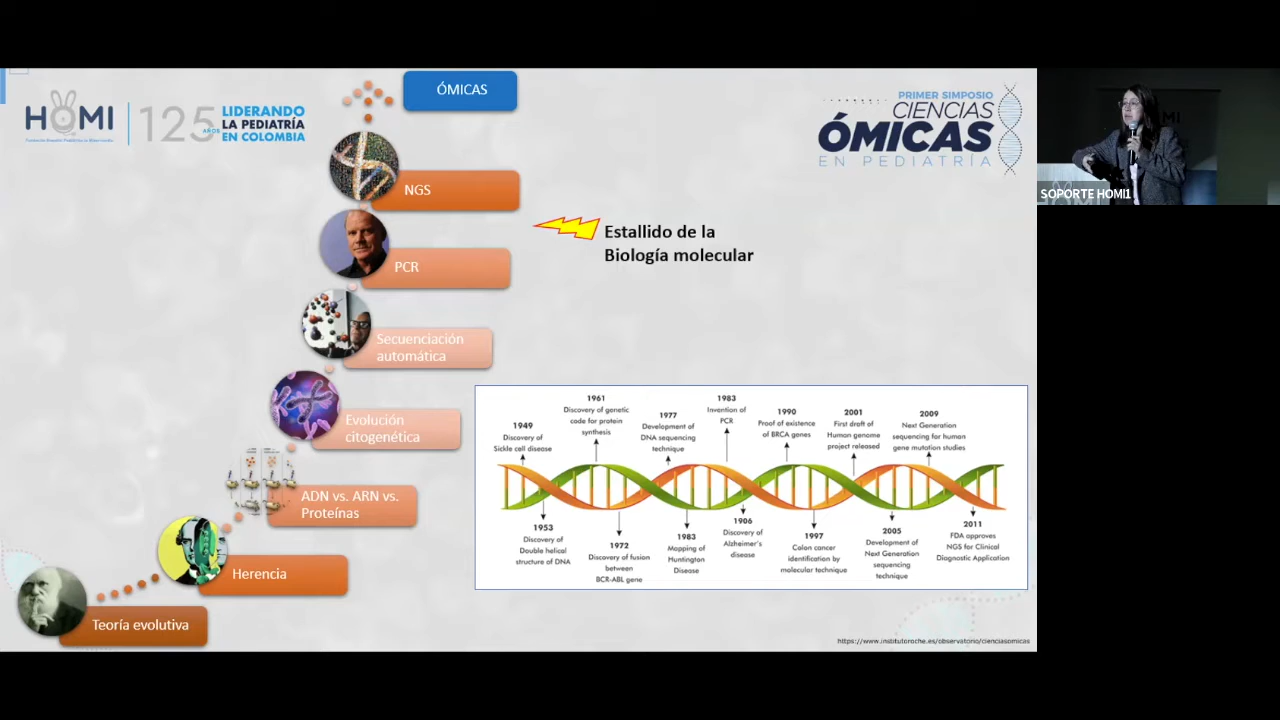 HOMI
125
AÑOS
LIDERANDO
LA PEDIATRÍA
EN COLOMBIA
ÓMICAS
NGS
PCR
Secuenciación
automática
Evolución
citogenética
ADN vs. ARN vs.
Proteínas
Herencia
Teoría evolutiva
PRIMER SIMPOSIO
CIENCIAS
ÓMICAS
EN PEDIATRÍA
Estallido de la
Biología molecular
1949
Discovery of
Sickle cell disease
1961
Discovery of genetic
code for protein
synthesis
1977
Development of
DNA sequencing
technique
1983
Invention of
PCR
1990
Proof of existence
of BRCA genes
2001
First draft of
Human genome
project released
2009
Next Generation
sequencing for human
gene mutation studies
1953
Discovery of
Double helical
structure of DNA
1972
Discovery of fusion
between
BCR-ABL gene
1983
Mapping of
Huntington
Disease
1906
Discovery of
Alzheimer's
disease
1997
Colon cancer
identification by
molecular technique
2005
Development of
Next Generation
sequencing
technique
2011
FDA approves
NGS for Clinical
Diagnostic Application
https://www.institutoroche.es/observatorio/cienciasomicas
SOPORTE HOMI1